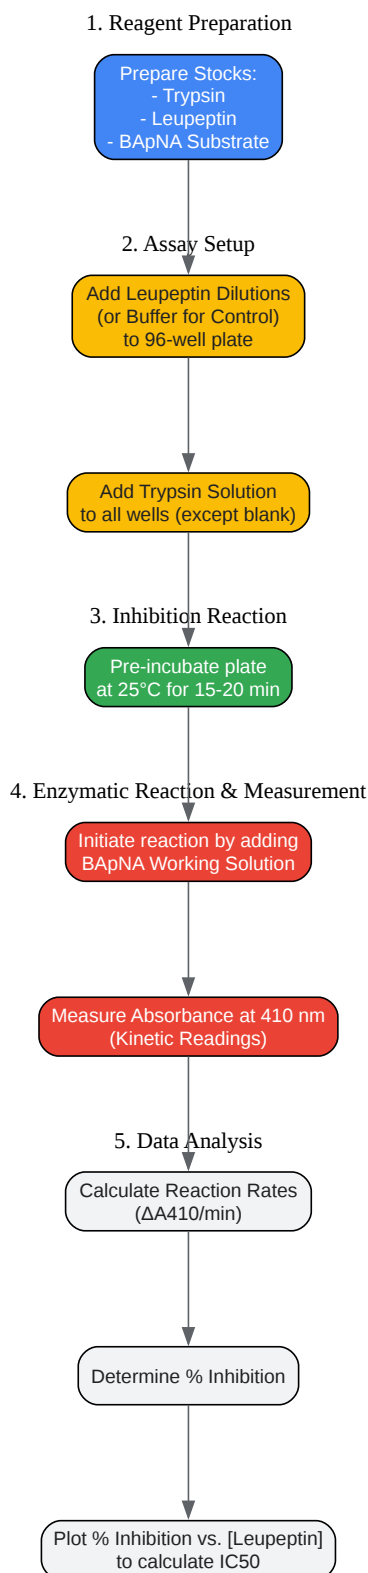 1. Reagent Preparation
Prepare Stocks:
- Trypsin
- Leupeptin
- BApNA Substrate
2. Assay Setup
Add Leupeptin Dilutions
(or Buffer for Control)
to 96-well plate
Add Trypsin Solution
to all wells (except blank)
3. Inhibition Reaction
Pre-incubate plate
at 25°C for 15-20 min
4. Enzymatic Reaction & Measurement
Initiate reaction by adding
BApNA Working Solution
Measure Absorbance at 410 nm
(Kinetic Readings)
5. Data Analysis
Calculate Reaction Rates
(ΔA410/min)
Determine % Inhibition
Plot % Inhibition vs. [Leupeptin]
to calculate IC50